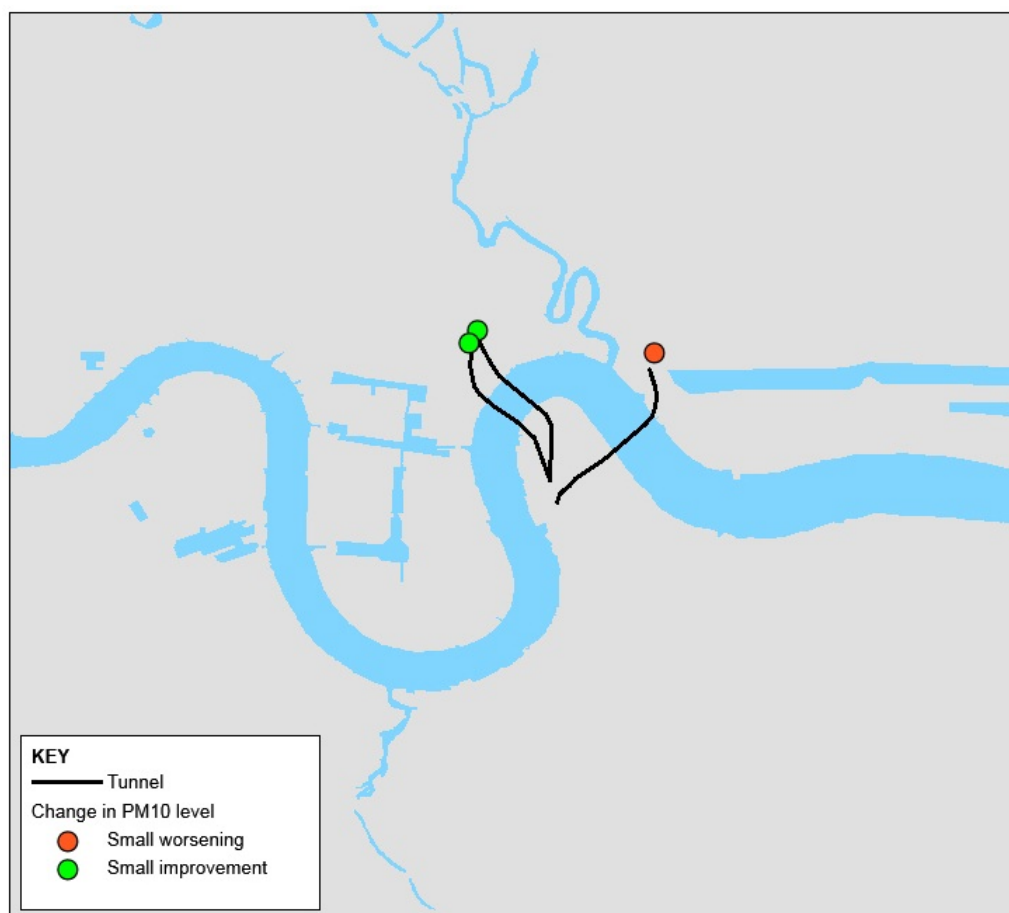 KEY
Tunnel
Change in PM10 level
Small worsening
Small improvement